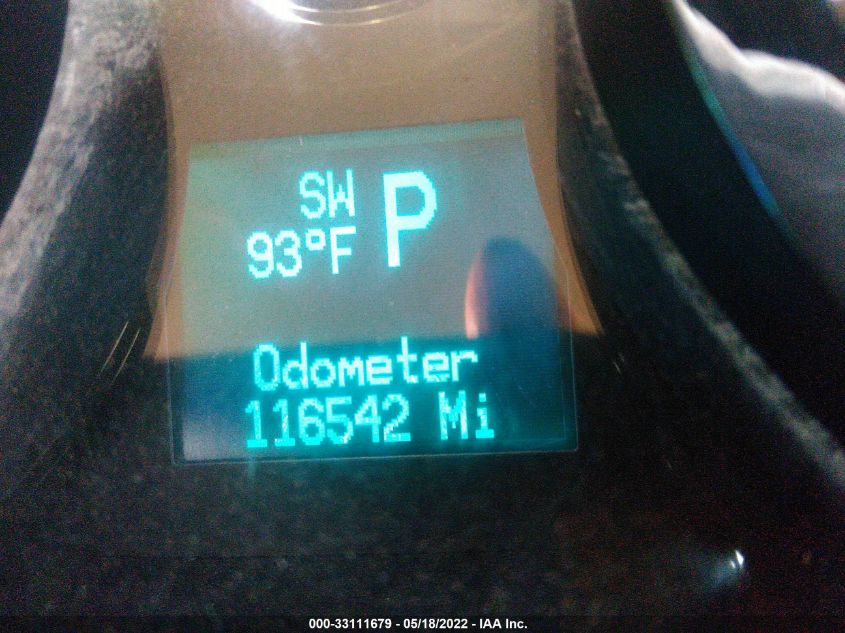 SW P
93°F
Odometer
116542 Mi
000-33111679 - 05/18/2022 - IAA Inc.